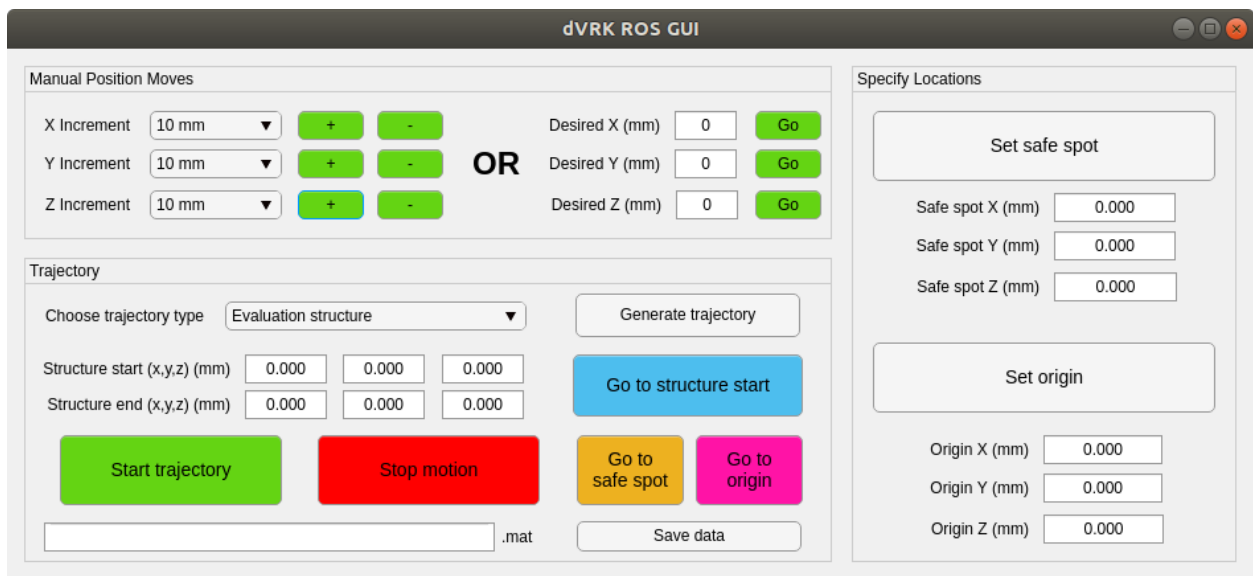 dVRK ROS GUI
Manual Position Moves
X Increment 10 mm + -
Y Increment 10 mm + -
Z Increment 10 mm + -
OR
Desired X (mm) 0 Go
Desired Y (mm) 0 Go
Desired Z (mm) 0 Go
Trajectory
Choose trajectory type Evaluation structure
Generate trajectory
Structure start (x,y,z) (mm) 0.000 0.000 0.000
Structure end (x,y,z) (mm) 0.000 0.000 0.000
Go to structure start
Start trajectory
Stop motion
Go to
safe spot
Go to
origin
.mat
Save data
Specify Locations
Set safe spot
Safe spot X (mm) 0.000
Safe spot Y (mm) 0.000
Safe spot Z (mm) 0.000
Set origin
Origin X (mm) 0.000
Origin Y (mm) 0.000
Origin Z (mm) 0.000